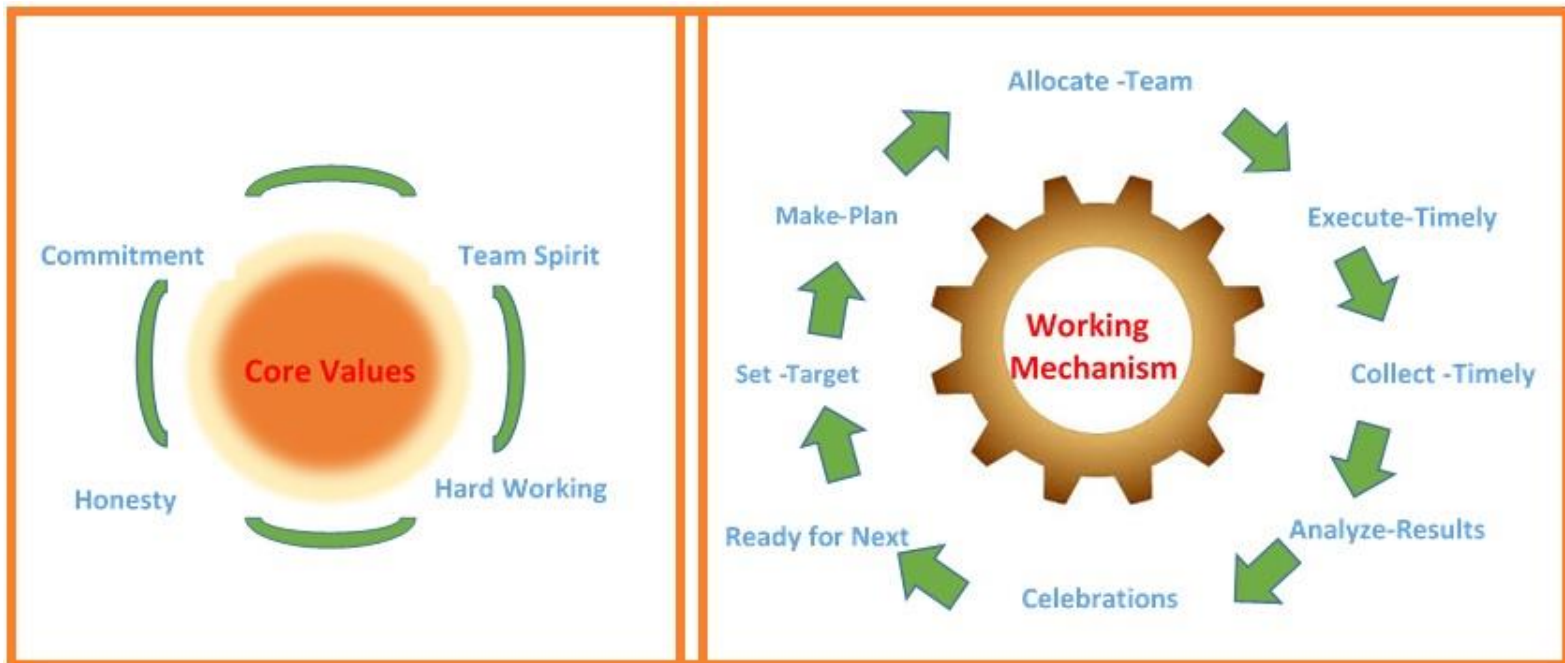 Commitment
Team Spirit
Core Values
Honesty
Hard Working
Allocate -Team
Make-Plan
Execute-Timely
Working
Mechanism
Set -Target
Collect -Timely
Ready for Next
Analyze-Results
Celebrations